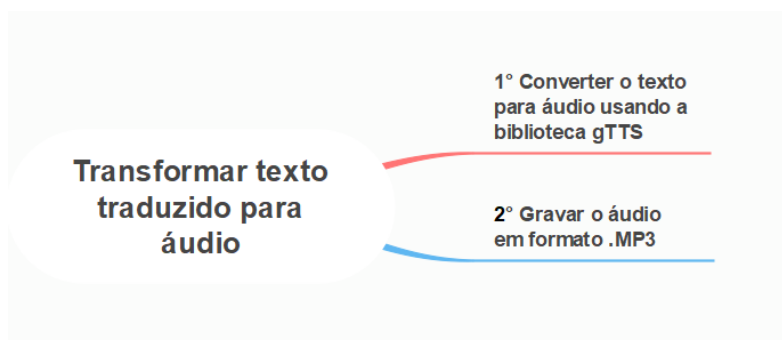 Transformar texto
traduzido para
áudio
1° Converter o texto
para áudio usando a
biblioteca gTTS
2° Gravar o áudio
em formato .MP3